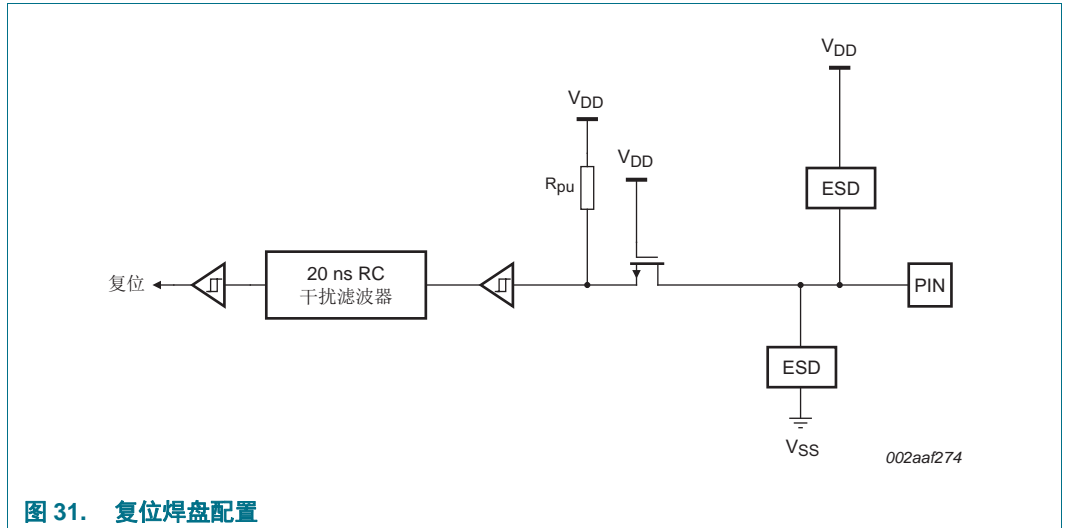 VDD
VDD
VDD
Rpu
ESD
复位
20 ns RC
干扰滤波器
PIN
ESD
VSS
002aaf274
图 31. 复位焊盘配置